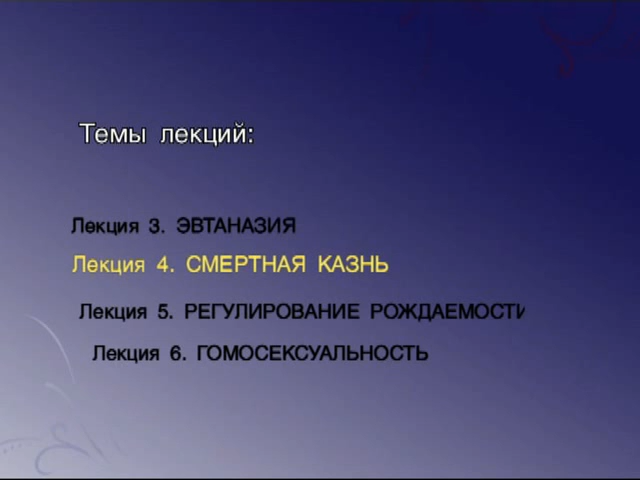 Темы лекций:
Лекция 3. ЭВТАНАЗИЯ
Лекция 4. СМЕРТНАЯ КАЗНЬ
Лекция 5. РЕГУЛИРОВАНИЕ РОЖДАЕМОСТИ
Лекция 6. ГОМОСЕКСУАЛЬНОСТЬ